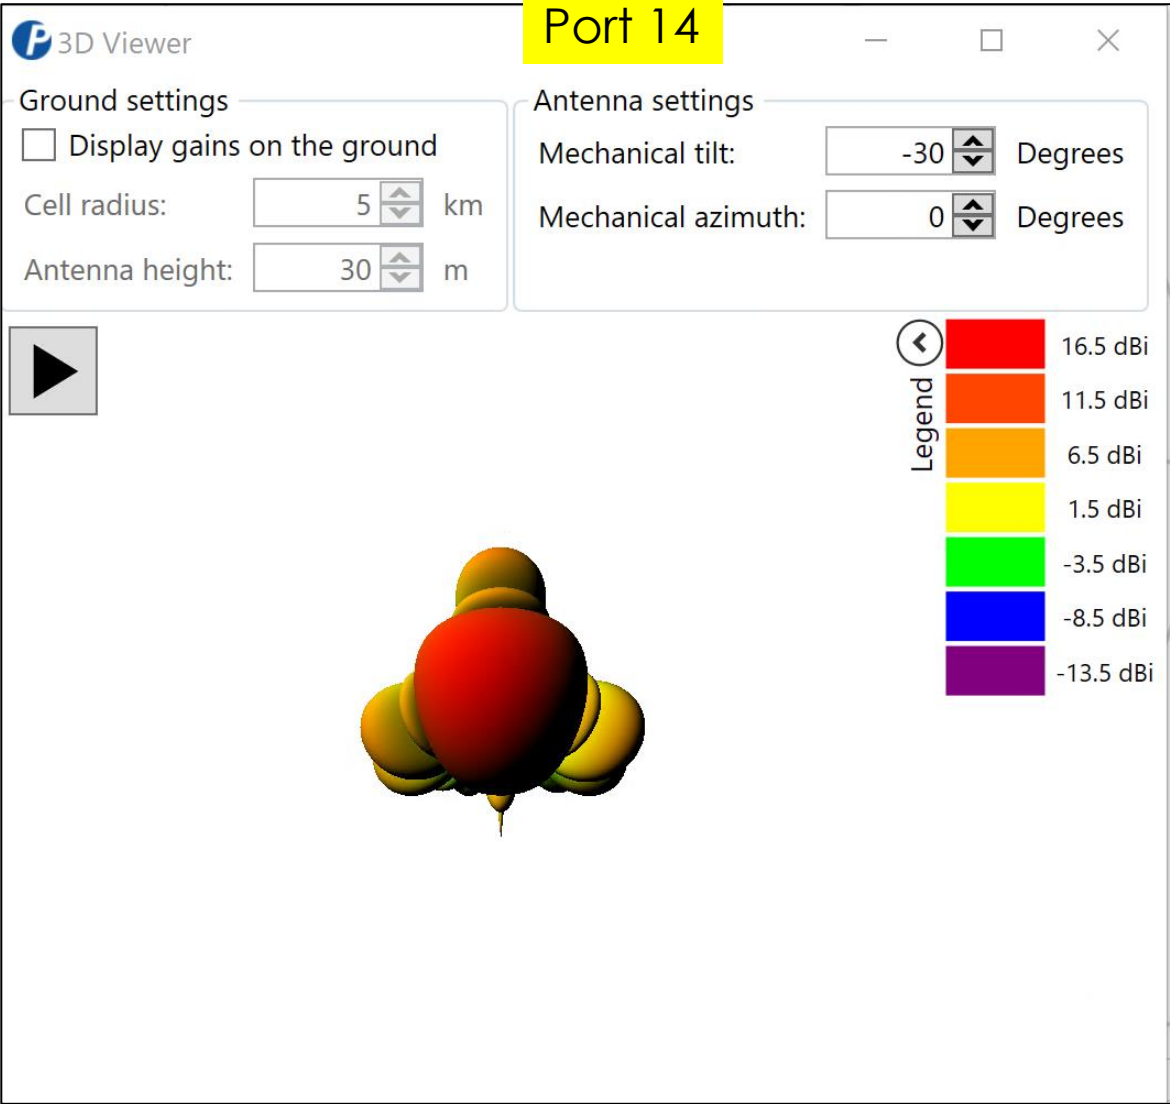 Port 14
3D Viewer
Ground settings
Display gains on the ground
Cell radius: 5 km
Antenna height: 30 m
Antenna settings
Mechanical tilt: -30 Degrees
Mechanical azimuth: 0 Degrees
Legend
16.5 dBi
11.5 dBi
6.5 dBi
1.5 dBi
-3.5 dBi
-8.5 dBi
-13.5 dBi